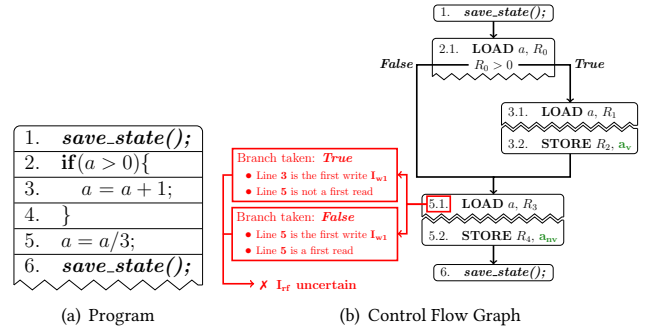 1. save_state();
2. if(a > 0){
3. a = a + 1;
4. }
5. a = a/3;
6. save_state();
(a) Program
1. save_state();
2.1. LOAD a, R0
False R0 > 0 True
3.1. LOAD a, R1
3.2. STORE R2, av
Branch taken: True
• Line 3 is the first write Iw1
• Line 5 is not a first read
Branch taken: False
• Line 5 is the first write Iw1
• Line 5 is a first read
✗ Irf uncertain
5.1. LOAD a, R3
5.2. STORE R4, anv
6. save_state();
(b) Control Flow Graph